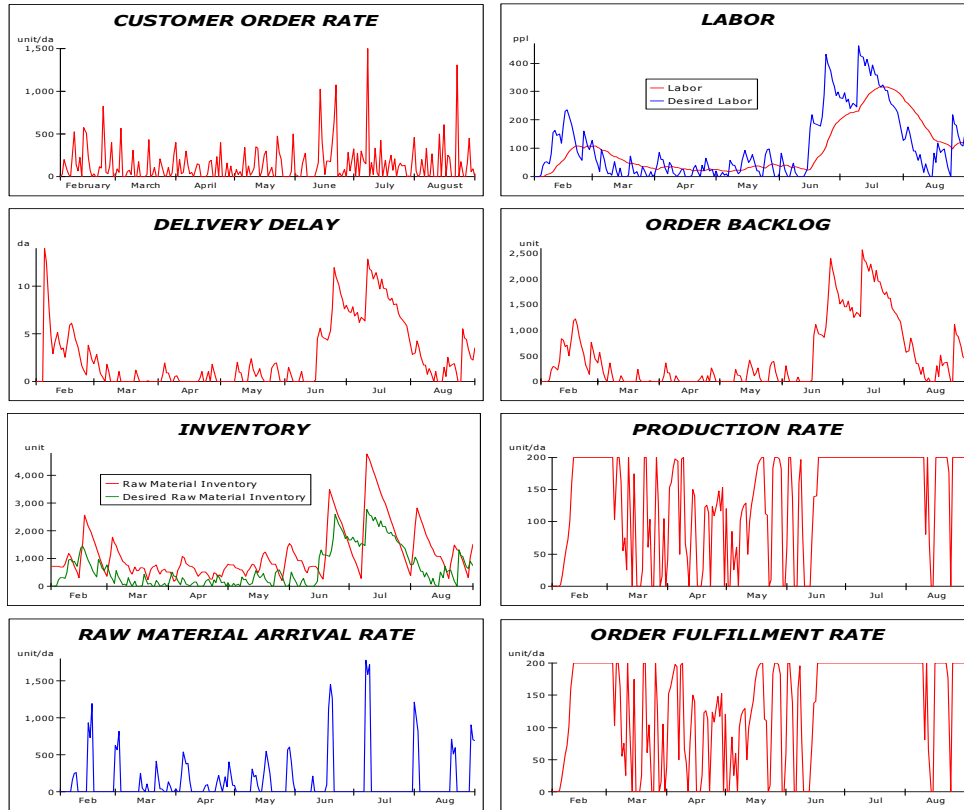 CUSTOMER ORDER RATE
unit/da
1,500
1,000
500
0
February March April May June July August
LABOR
ppl
400
300
200
100
0
Labor
Desired Labor
Feb Mar Apr May Jun Jul Aug
DELIVERY DELAY
da
10
5
0
Feb Mar Apr May Jun Jul Aug
ORDER BACKLOG
unit
2,500
2,000
1,500
1,000
500
0
Feb Mar Apr May Jun Jul Aug
INVENTORY
unit
4,000
3,000
2,000
1,000
0
Raw Material Inventory
Desired Raw Material Inventory
Feb Mar Apr May Jun Jul Aug
PRODUCTION RATE
unit/da
200
150
100
50
0
Feb Mar Apr May Jun Jul Aug
RAW MATERIAL ARRIVAL RATE
unit/da
1,500
1,000
500
0
Feb Mar Apr May Jun Jul Aug
ORDER FULFILLMENT RATE
unit/da
200
150
100
50
0
Feb Mar Apr May Jun Jul Aug